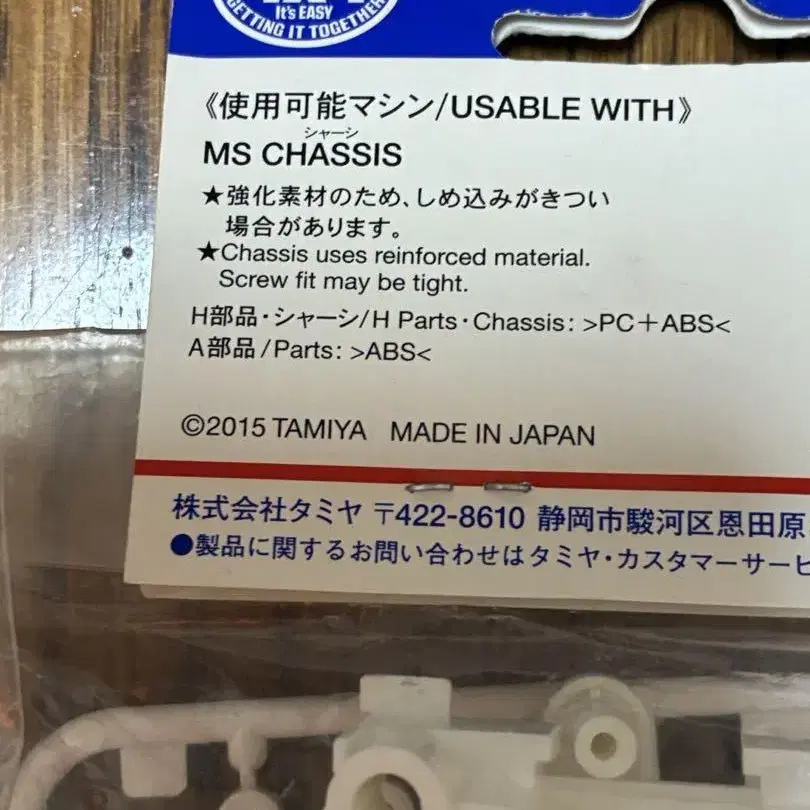 It's EASY
GETTING IT TOGETHER
《使用可能マシン/USABLE WITH》
シャーシ
MS CHASSIS
★強化素材のため、しめ込みがきつい
場合があります。
★Chassis uses reinforced material.
Screw fit may be tight.
H部品・シャーシ/H Parts・Chassis: >PC+ABS<
A部品/Parts: >ABS<
©2015 TAMIYA MADE IN JAPAN
株式会社タミヤ 〒422-8610 静岡市駿河区恩田原
●製品に関するお問い合わせはタミヤ・カスタマーサービ